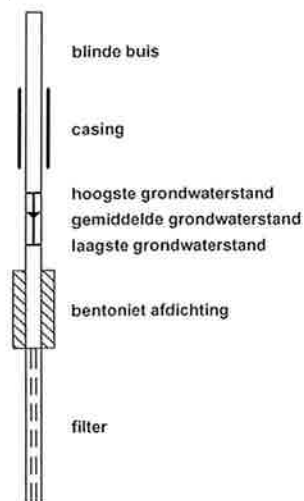 blinde buis
casing
hoogste grondwaterstand
gemiddelde grondwaterstand
laagste grondwaterstand
bentoniet afdichting
filter